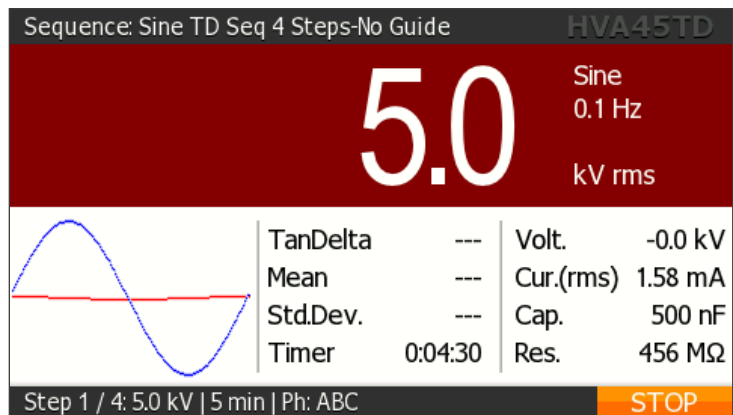 Sequence: Sine TD Seq 4 Steps-No Guide HVA45TD
5.0
Sine
0.1 Hz
kV rms
TanDelta ---
Mean ---
Std.Dev. ---
Timer 0:04:30
Volt. -0.0 kV
Cur.(rms) 1.58 mA
Cap. 500 nF
Res. 456 MΩ
Step 1 / 4: 5.0 kV | 5 min | Ph: ABC STOP